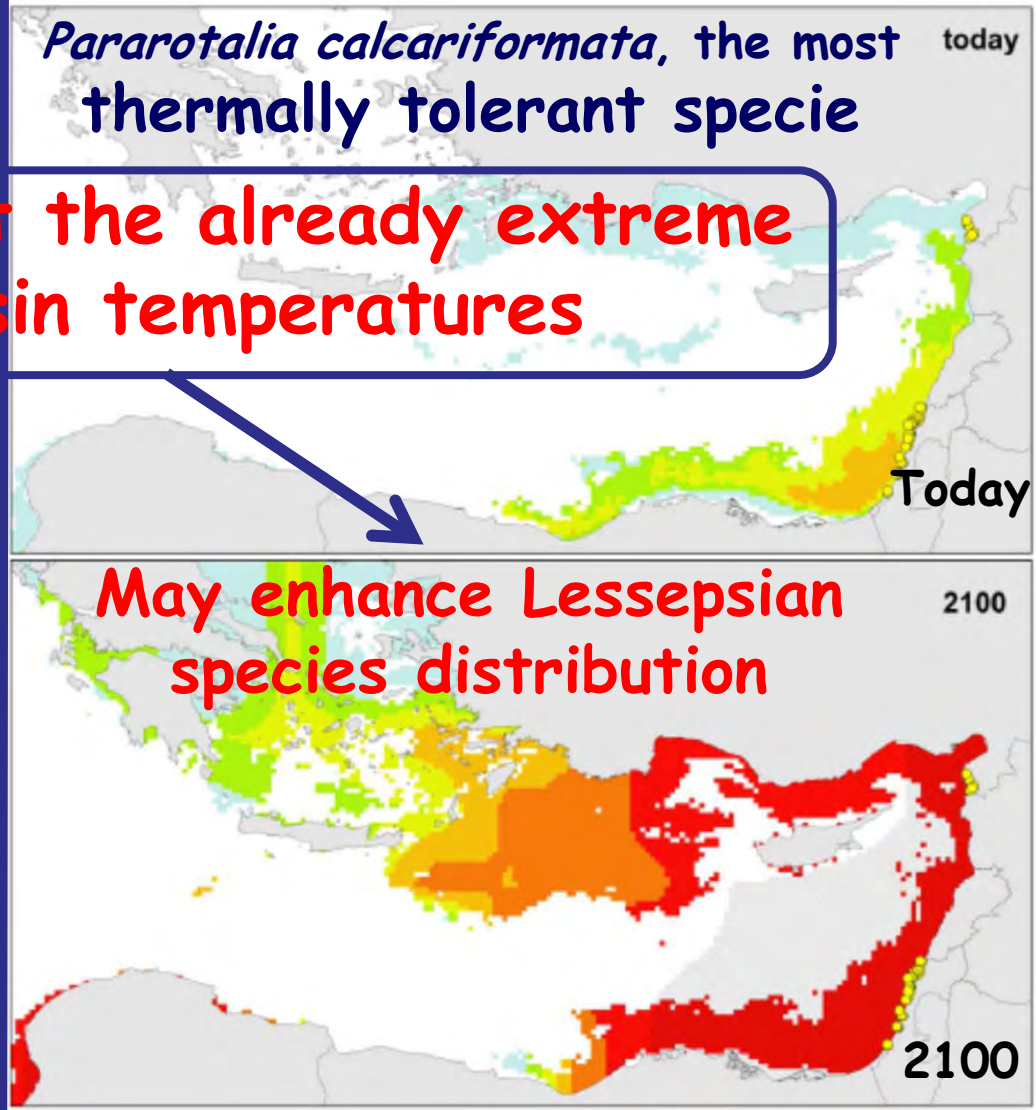 Pararotalia calcariformata, the most
thermally tolerant specie
today
the already extreme
temperatures
Today
May enhance Lessepsian
species distribution
2100
2100